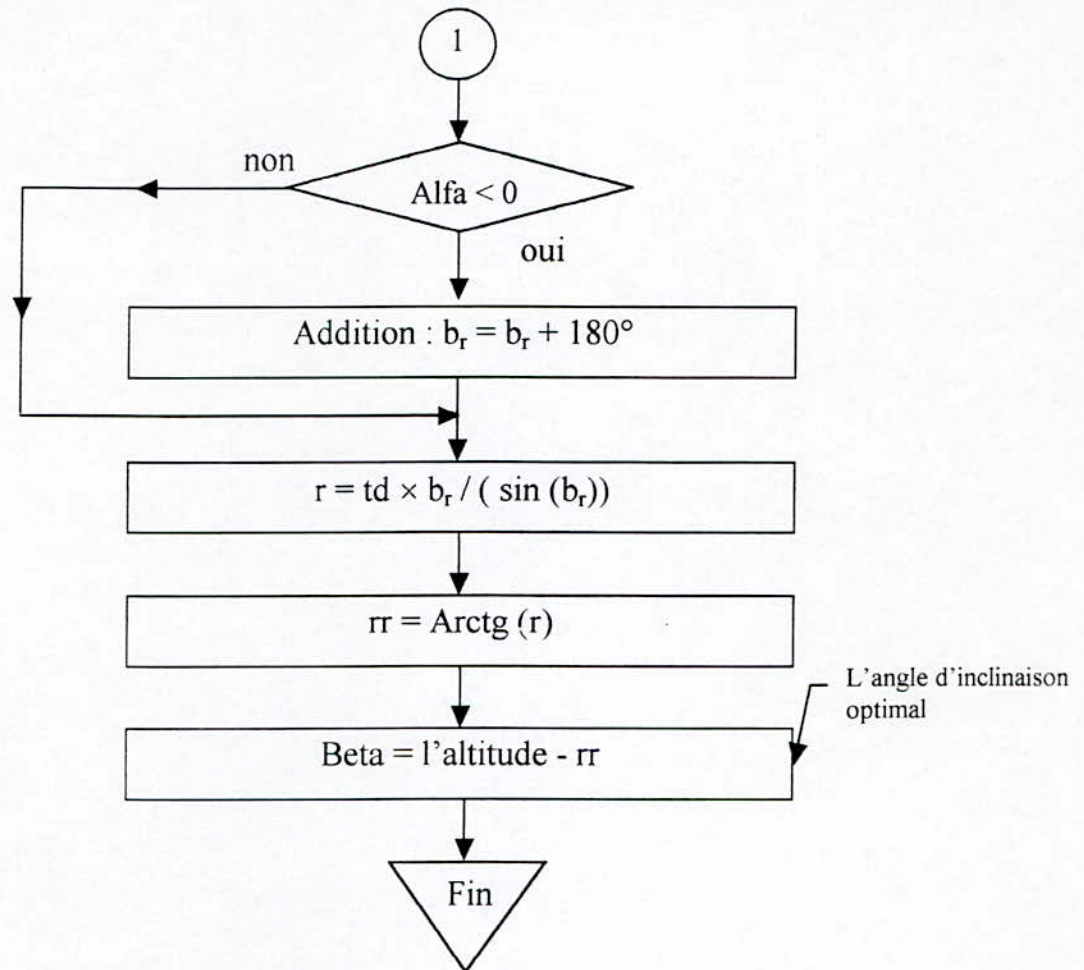 1
non
Alfa < 0
oui
Addition : bᵣ = bᵣ + 180°
r = td × bᵣ / ( sin (bᵣ))
rr = Arctg (r)
L'angle d'inclinaison
optimal
Beta = l'altitude - rr
Fin